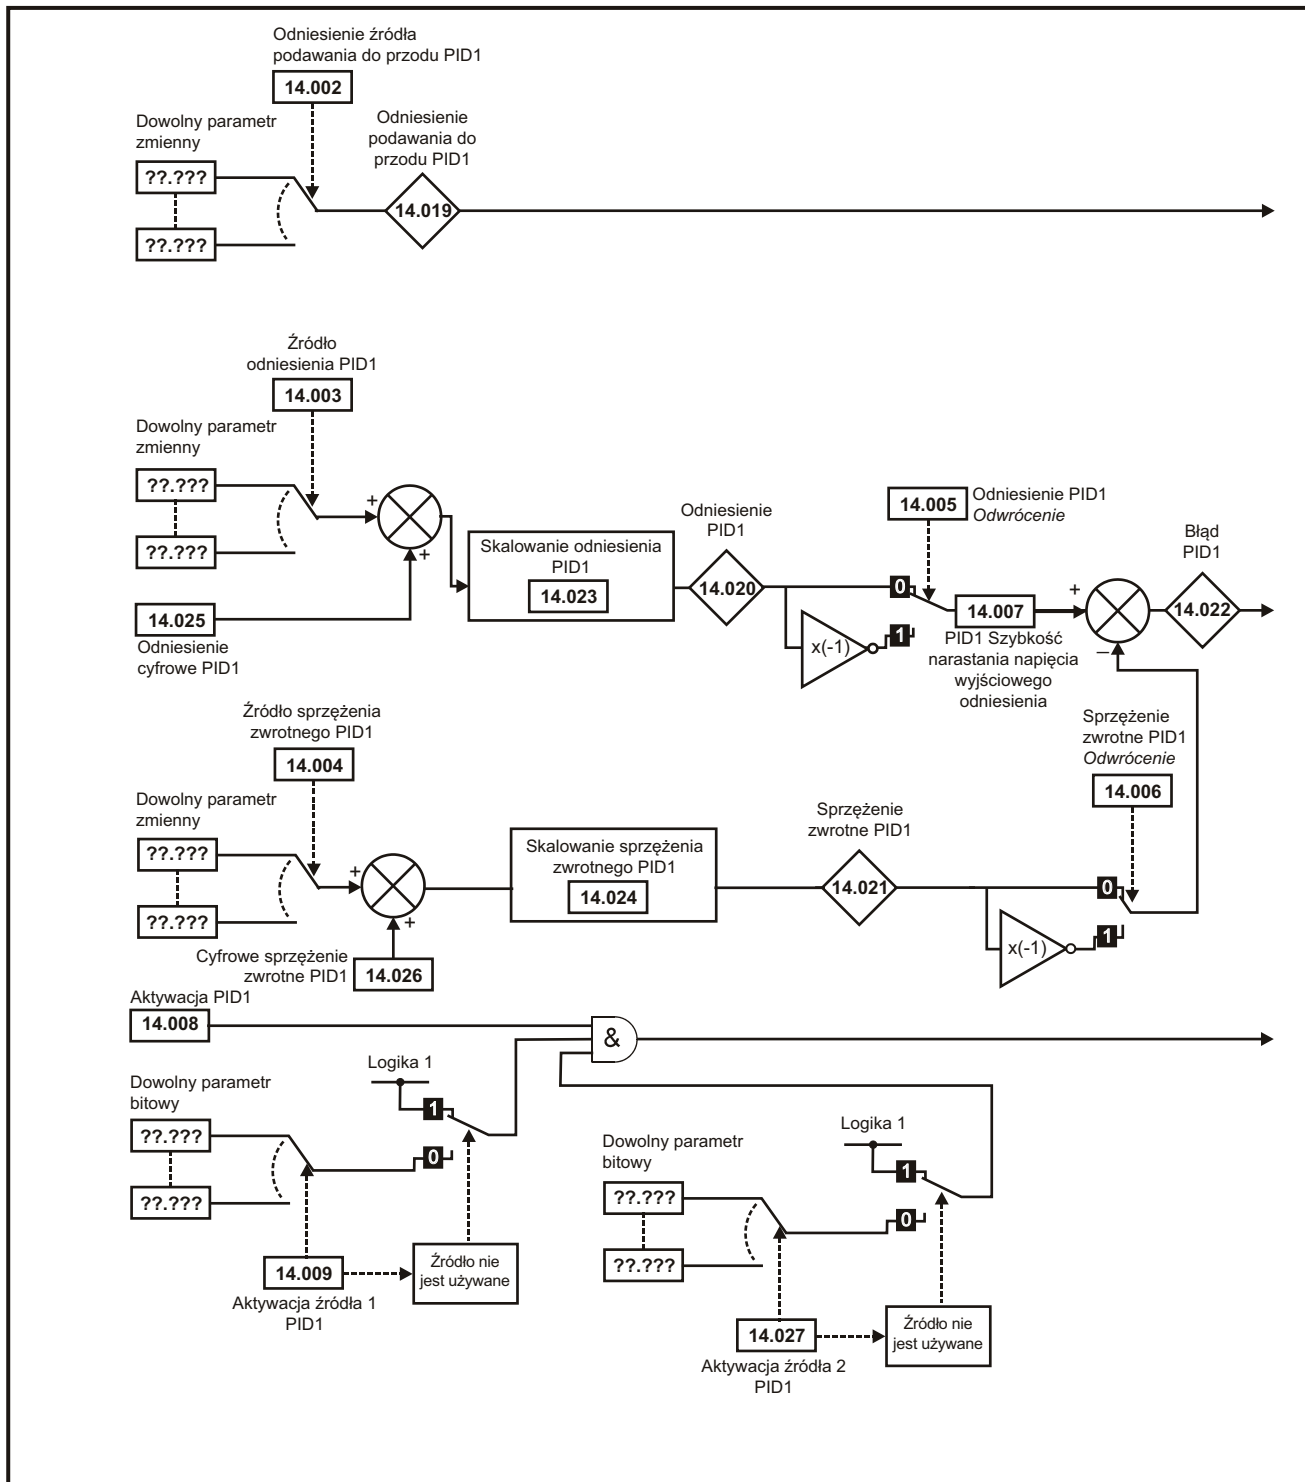 Odniesienie źródła
podawania do przodu PID1
14.002
Dowolny parametr
zmienny
Odniesienie
podawania do
przodu PID1
??.???
14.019
??.???
Źródło
odniesienia PID1
14.003
Dowolny parametr
zmienny
??.???
+
??.???
+
14.025
Odniesienie
cyfrowe PID1
Skalowanie odniesienia
PID1
14.023
Odniesienie
PID1
14.020
14.005
Odniesienie PID1
Odwrócenie
0
1
x(-1)
14.007
PID1 Szybkość
narastania napięcia
wyjściowego
odniesienia
+
–
Błąd
PID1
14.022
Źródło sprzężenia
zwrotnego PID1
14.004
Dowolny parametr
zmienny
??.???
+
??.???
+
Cyfrowe sprzężenie
zwrotne PID1
14.026
Skalowanie sprzężenia
zwrotnego PID1
14.024
Sprzężenie
zwrotne PID1
14.021
Sprzężenie
zwrotne PID1
Odwrócenie
14.006
0
1
x(-1)
Aktywacja PID1
14.008
&
Logika 1
Dowolny parametr
bitowy
1
??.???
0
??.???
14.009
Aktywacja źródła 1
PID1
Źródło nie
jest używane
Logika 1
Dowolny parametr
bitowy
1
??.???
0
??.???
14.027
Aktywacja źródła 2
PID1
Źródło nie
jest używane